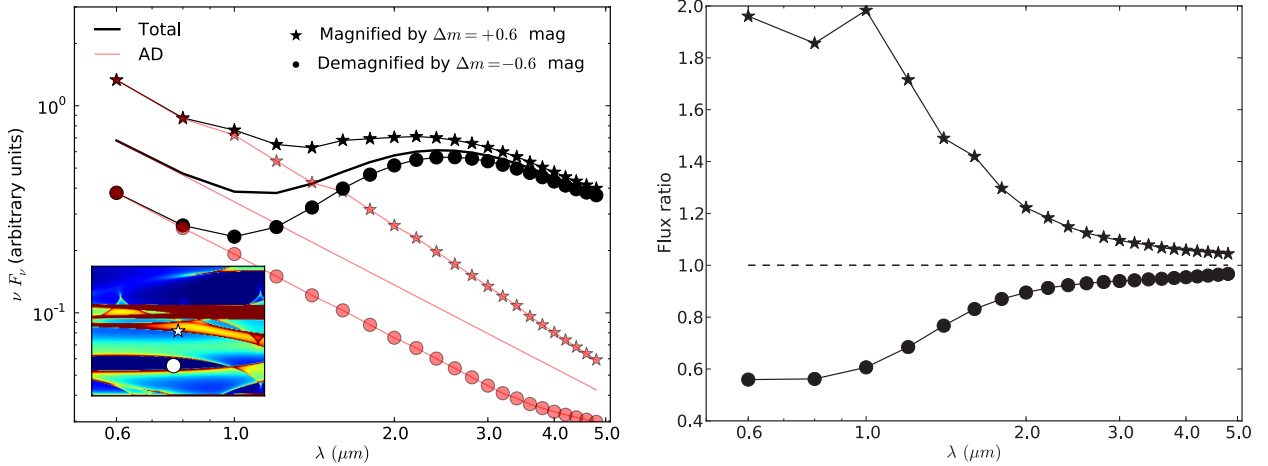 Total
AD
Magnified by Δm=+0.6 mag
Demagnified by Δm=−0.6 mag
10^0
10^-1
ν F_ν (arbitrary units)
0.6 1.0 2.0 3.0 4.0 5.0
λ (μm)
2.0
1.8
1.6
1.4
1.2
1.0
0.8
0.6
0.4
Flux ratio
0.6 1.0 2.0 3.0 4.0 5.0
λ (μm)